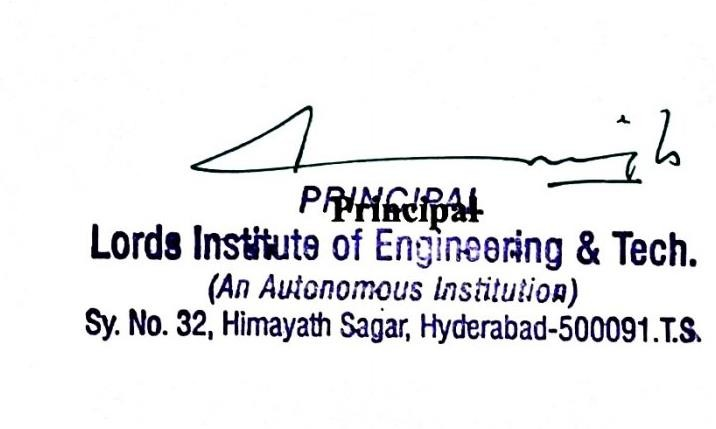 PRINCIPAL
Principal
Lords Institute of Engineering & Tech.
(An Autonomous Institution)
Sy. No. 32, Himayath Sagar, Hyderabad-500091.T.S.